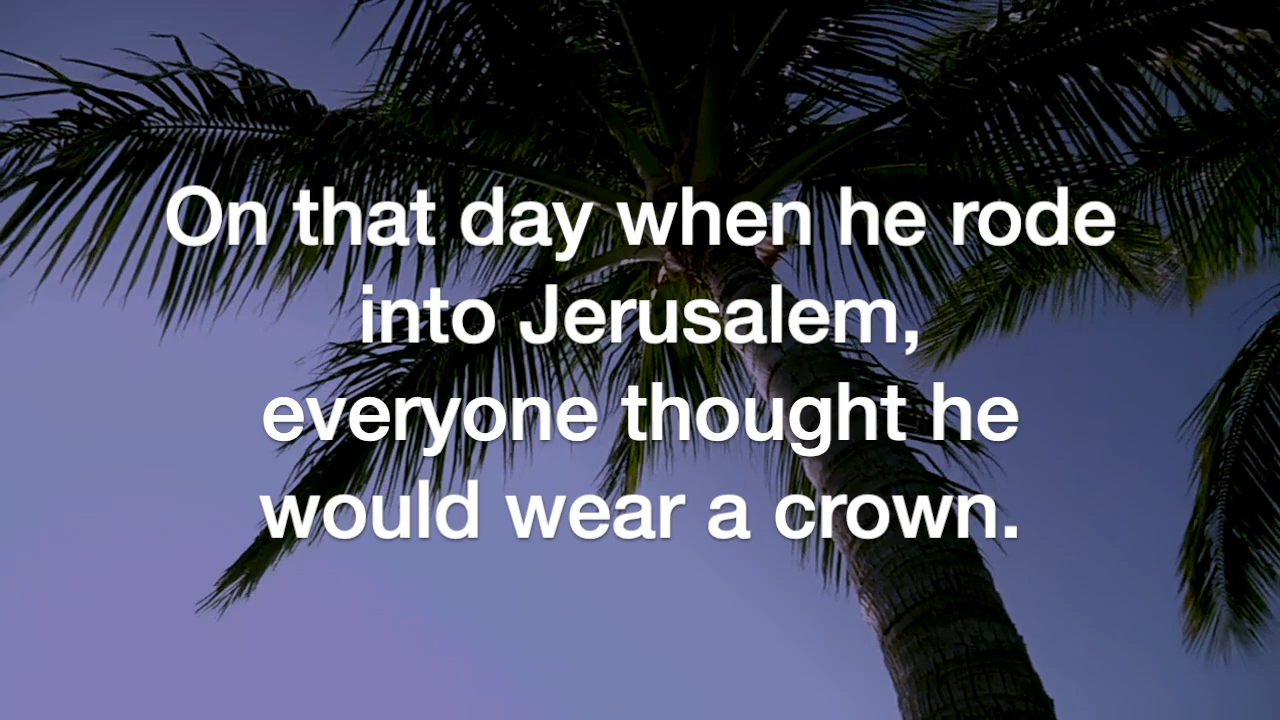 On that day when he rode
into Jerusalem,
everyone thought he
would wear a crown.